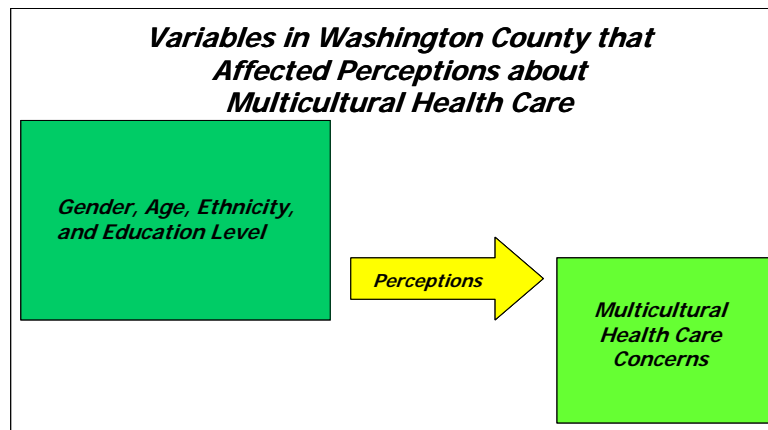 Variables in Washington County that
Affected Perceptions about
Multicultural Health Care
Gender, Age, Ethnicity,
and Education Level
Perceptions
Multicultural
Health Care
Concerns